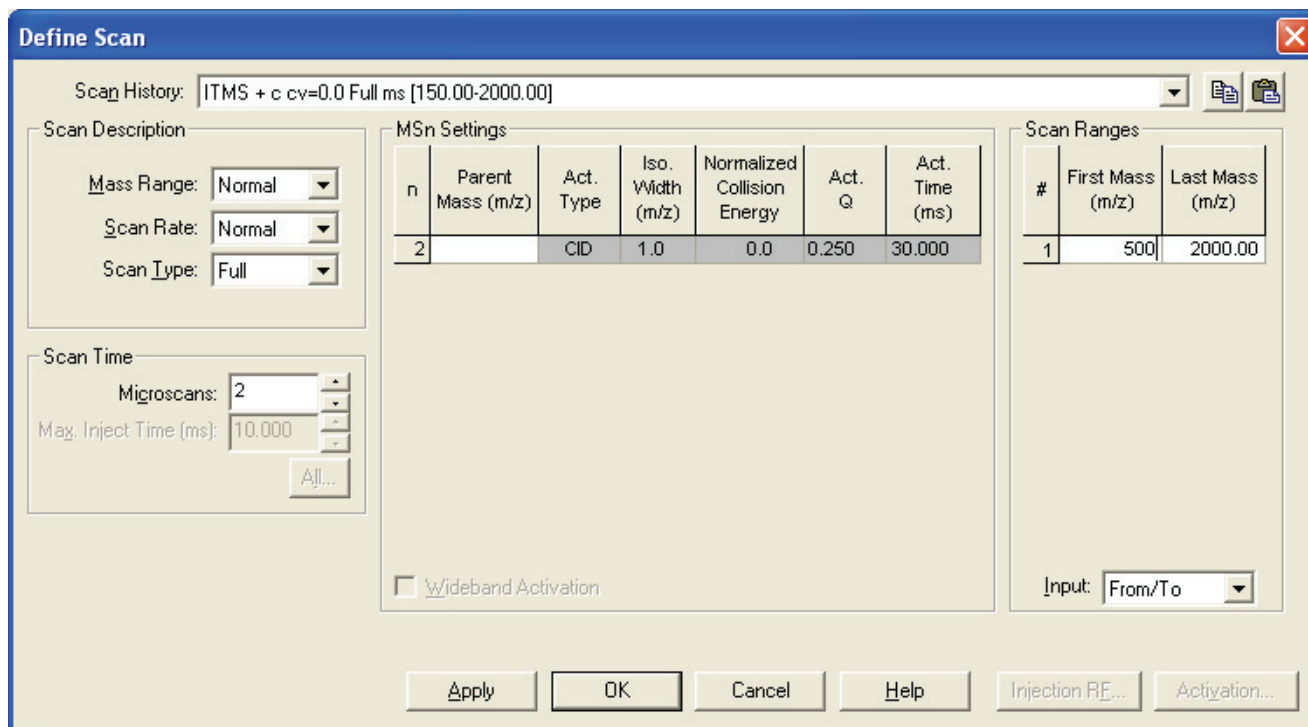 Define Scan
Scan History: ITMS + c cv=0.0 Full ms [150.00-2000.00]
Scan Description
Mass Range: Normal
Scan Rate: Normal
Scan Type: Full
Scan Time
Microscans: 2
Max. Inject Time (ms): 10.000
All...
MSn Settings
n Parent Mass (m/z) Act. Type Iso. Width (m/z) Normalized Collision Energy Act. Q Act. Time (ms)
2 CID 1.0 0.0 0.250 30.000
Wideband Activation
Scan Ranges
# First Mass (m/z) Last Mass (m/z)
1 500 2000.00
Input: From/To
Apply OK Cancel Help Injection RF... Activation...